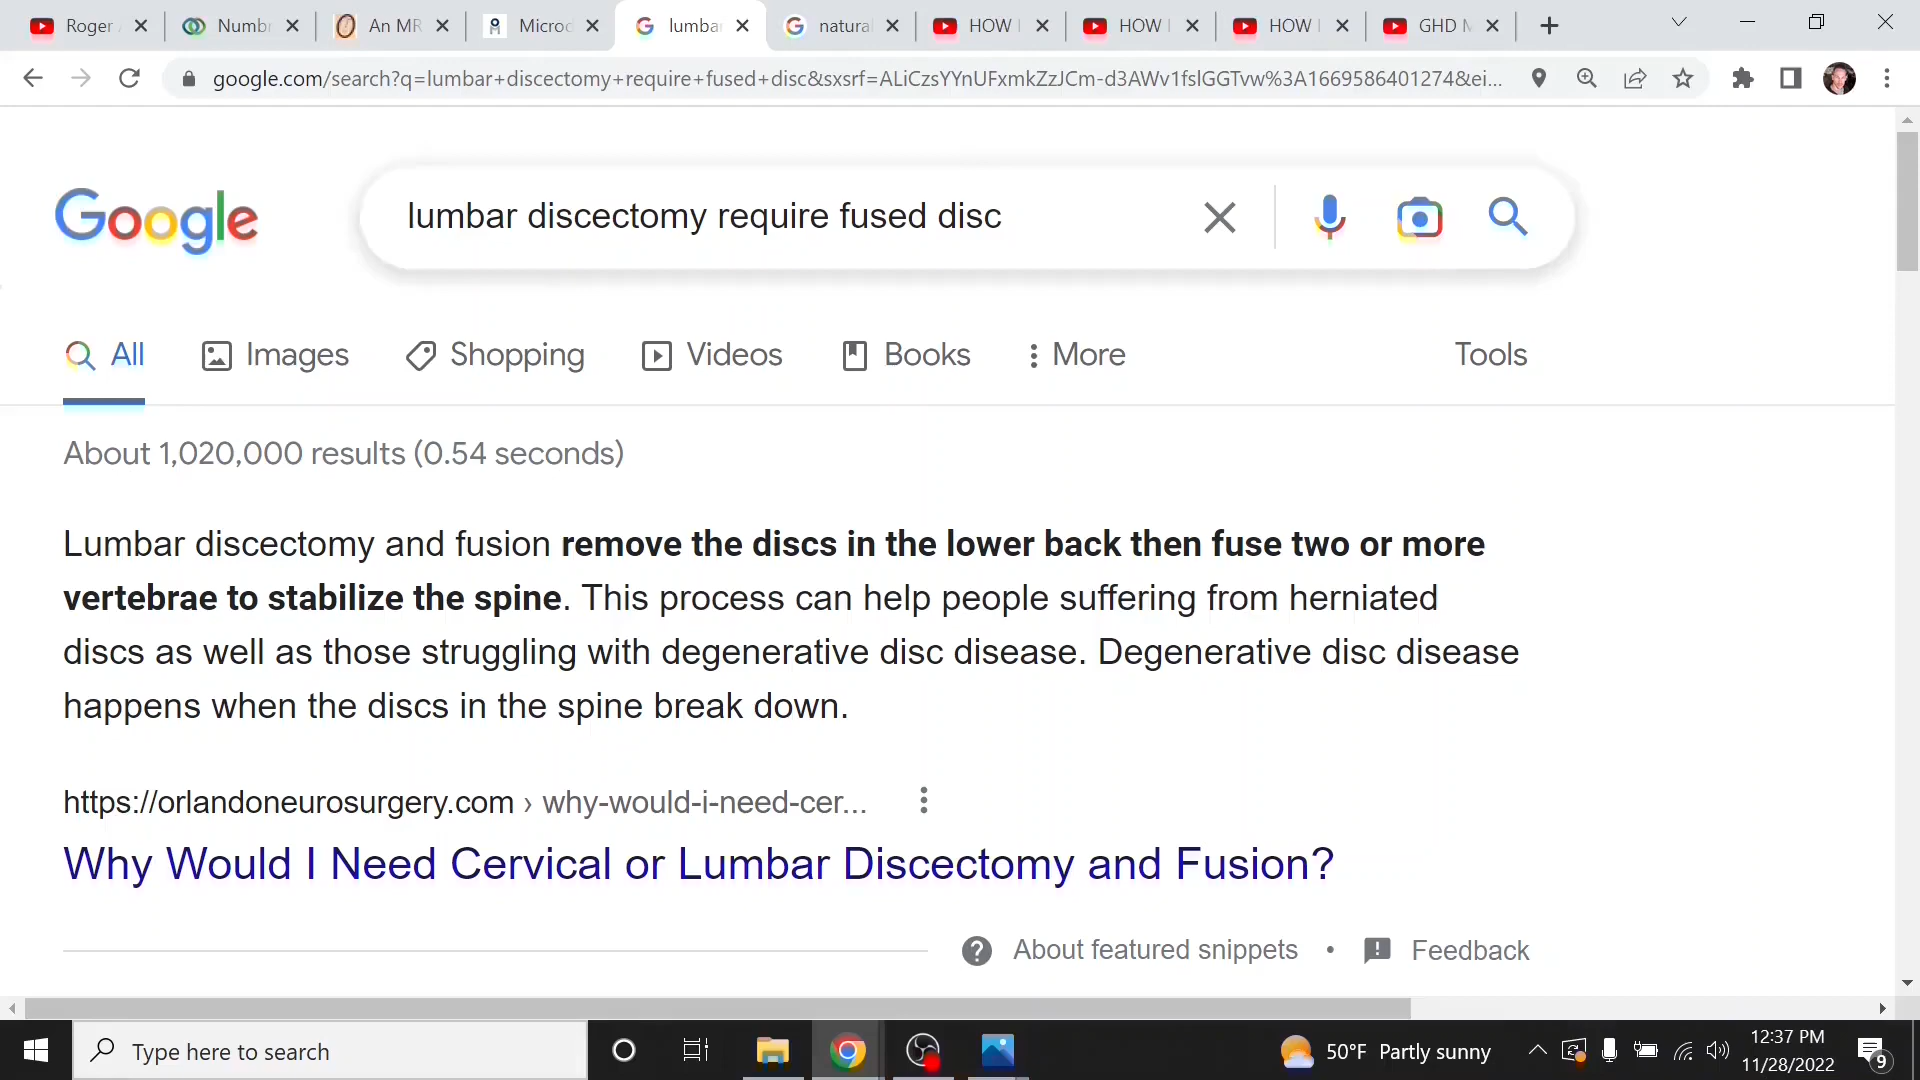 Roger
Numbr
An MR
Microd
lumbar
natural
HOW
HOW
HOW
GHD M
google.com/search?q=lumbar+discectomy+require+fused+disc&sxsrf=ALiCzsYYnUFxmkZzJCm-d3AWv1fslGGTvw%3A1669586401274&ei...
Google
lumbar discectomy require fused disc
All
Images
Shopping
Videos
Books
More
Tools
About 1,020,000 results (0.54 seconds)
Lumbar discectomy and fusion remove the discs in the lower back then fuse two or more
vertebrae to stabilize the spine. This process can help people suffering from herniated
discs as well as those struggling with degenerative disc disease. Degenerative disc disease
happens when the discs in the spine break down.
https://orlandoneurosurgery.com › why-would-i-need-cer...
Why Would I Need Cervical or Lumbar Discectomy and Fusion?
About featured snippets • Feedback
Type here to search
50°F Partly sunny
12:37 PM
11/28/2022
9